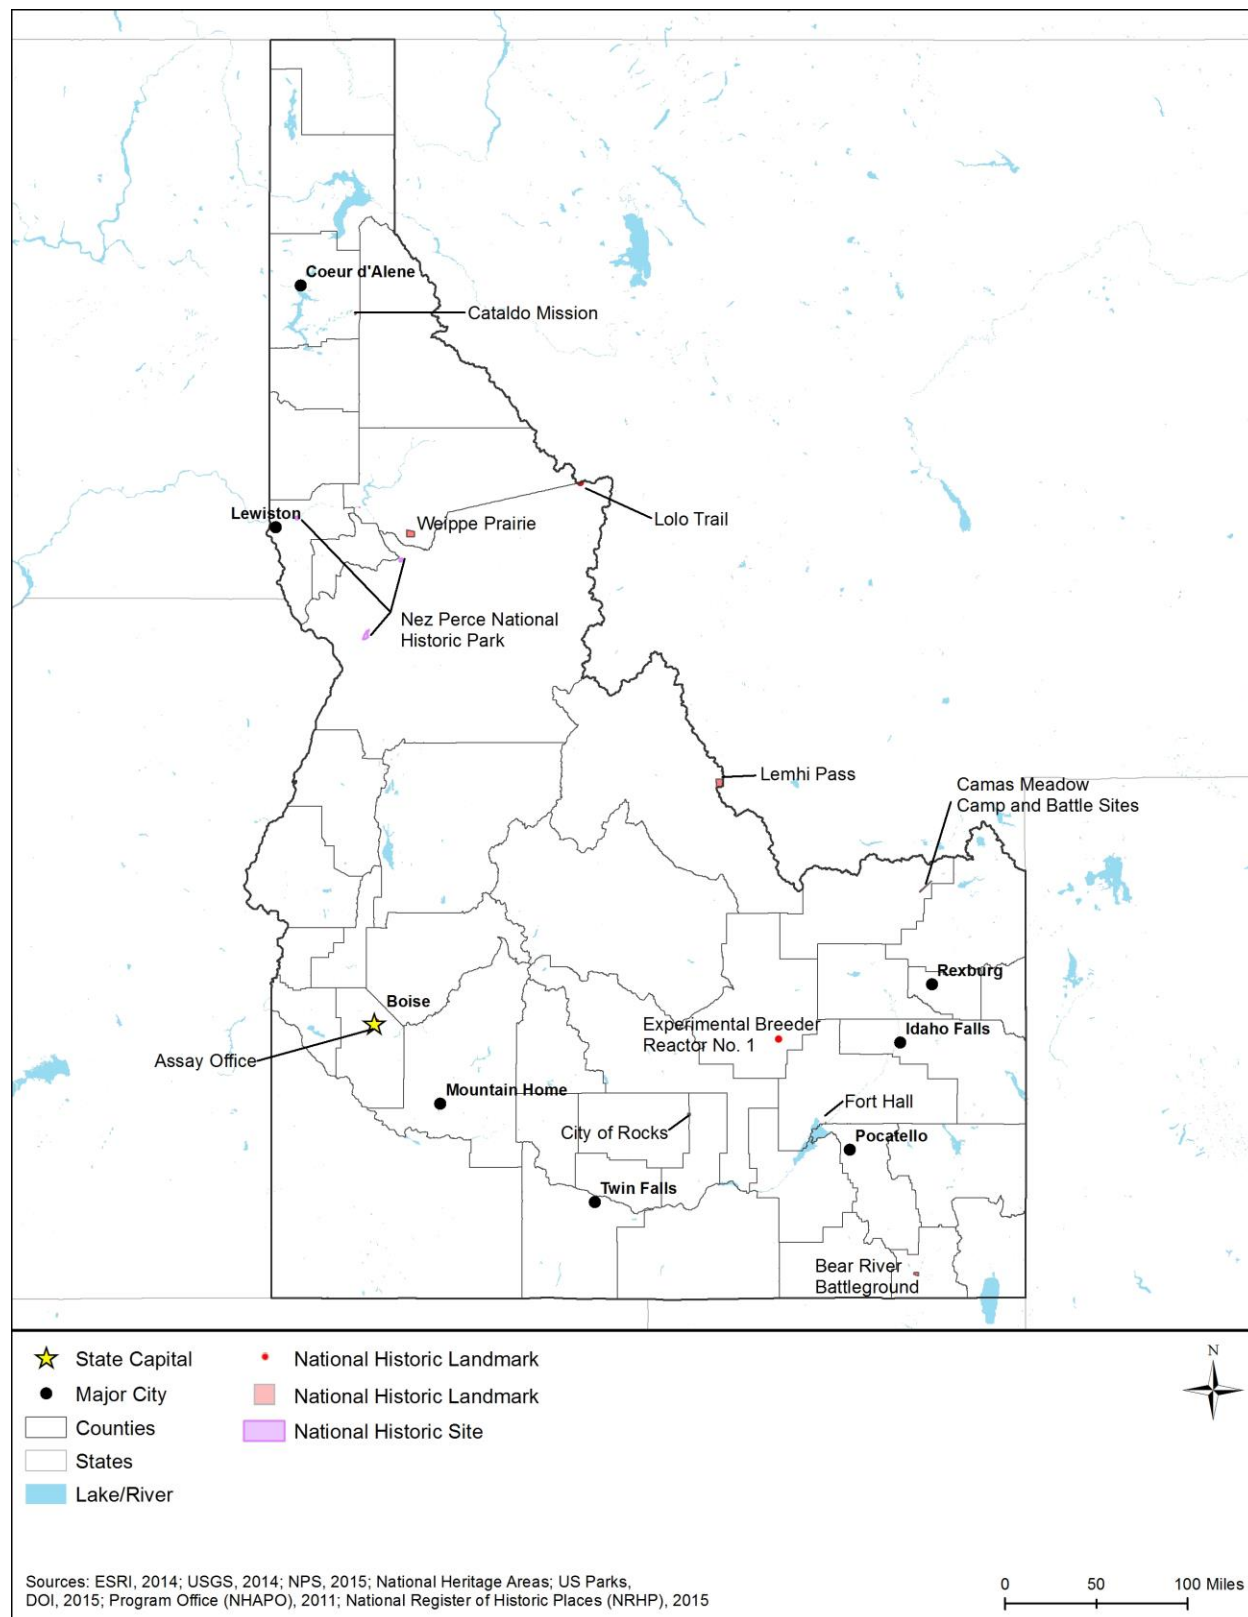 Coeur d'Alene
Cataldo Mission
Lewiston
Weippe Prairie
Lolo Trail
Nez Perce National
Historic Park
Lemhi Pass
Camas Meadow
Camp and Battle Sites
Rexburg
Boise
Experimental Breeder
Reactor No. 1
Idaho Falls
Assay Office
Mountain Home
Fort Hall
City of Rocks
Pocatello
Twin Falls
Bear River
Battleground
State Capital
Major City
Counties
States
Lake/River
National Historic Landmark
National Historic Landmark
National Historic Site
N
Sources: ESRI, 2014; USGS, 2014; NPS, 2015; National Heritage Areas; US Parks,
DOI, 2015; Program Office (NHAPO), 2011; National Register of Historic Places (NRHP), 2015
0 50 100 Miles